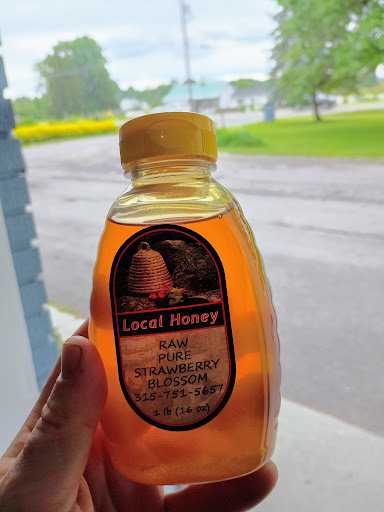 Local Honey
RAW
PURE
STRAWBERRY
BLOSSOM
315-751-5657
1 lb (16 oz)